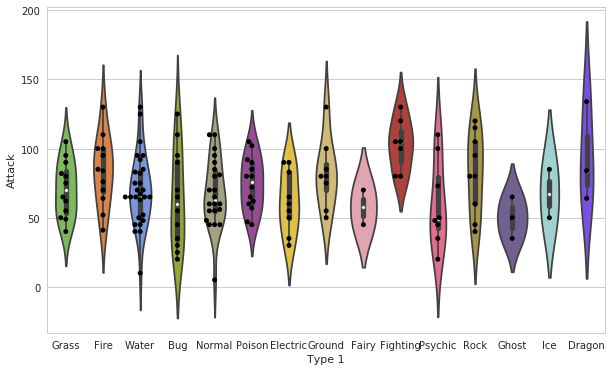 200
150
100
50
0
Attack
Grass Fire Water Bug Normal Poison Electric Ground Fairy Fighting Psychic Rock Ghost Ice Dragon
Type 1